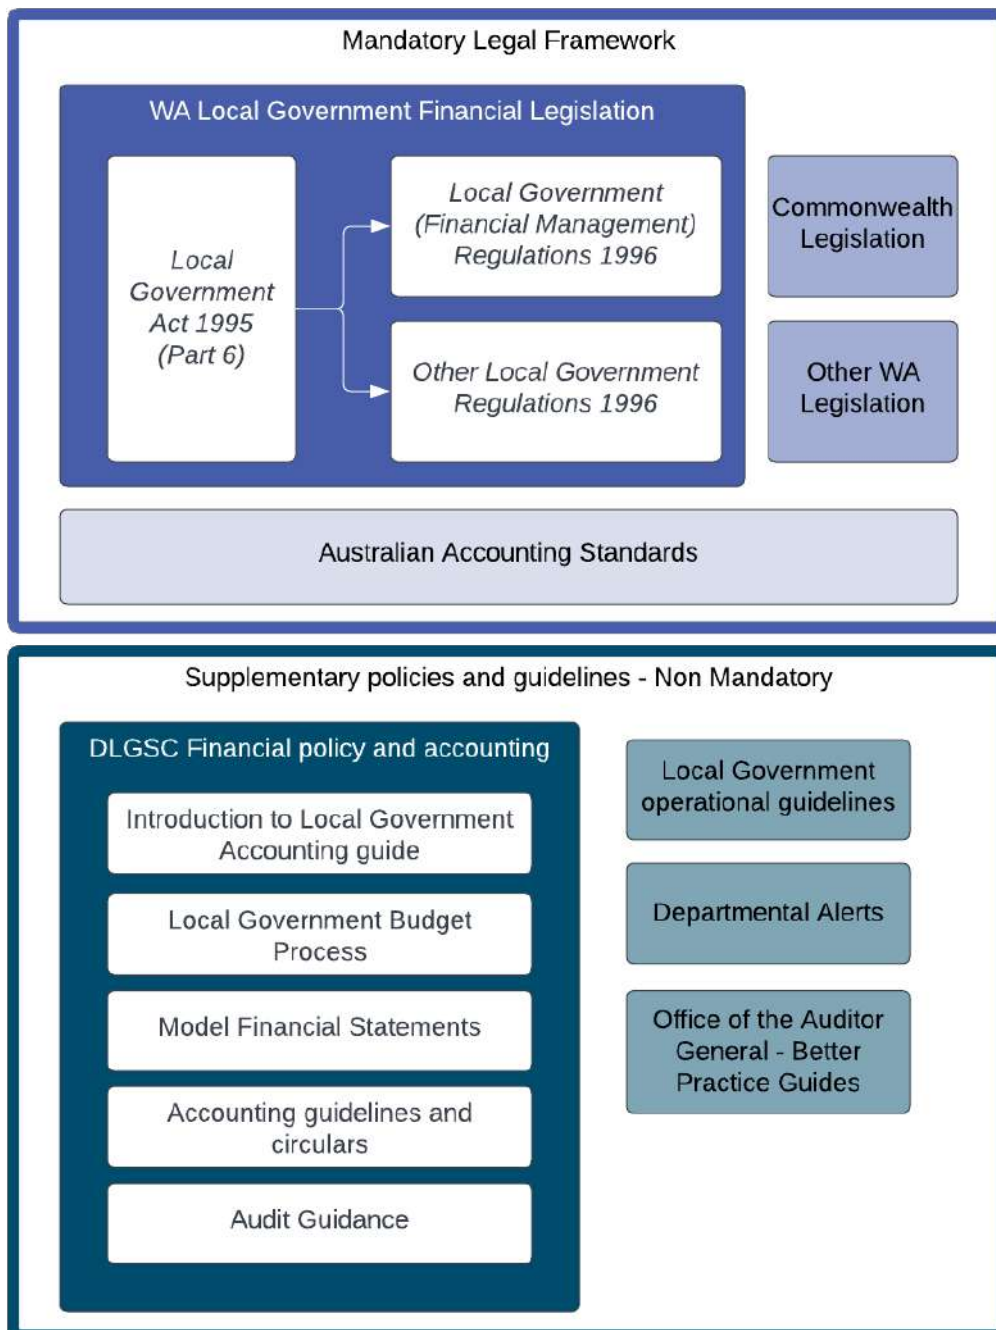 Mandatory Legal Framework
WA Local Government Financial Legislation
Local
Government
Act 1995
(Part 6)
Local Government
(Financial Management)
Regulations 1996
Other Local Government
Regulations 1996
Commonwealth
Legislation
Other WA
Legislation
Australian Accounting Standards
Supplementary policies and guidelines - Non Mandatory
DLGSC Financial policy and accounting
Introduction to Local Government
Accounting guide
Local Government Budget
Process
Model Financial Statements
Accounting guidelines and
circulars
Audit Guidance
Local Government
operational guidelines
Departmental Alerts
Office of the Auditor
General - Better
Practice Guides